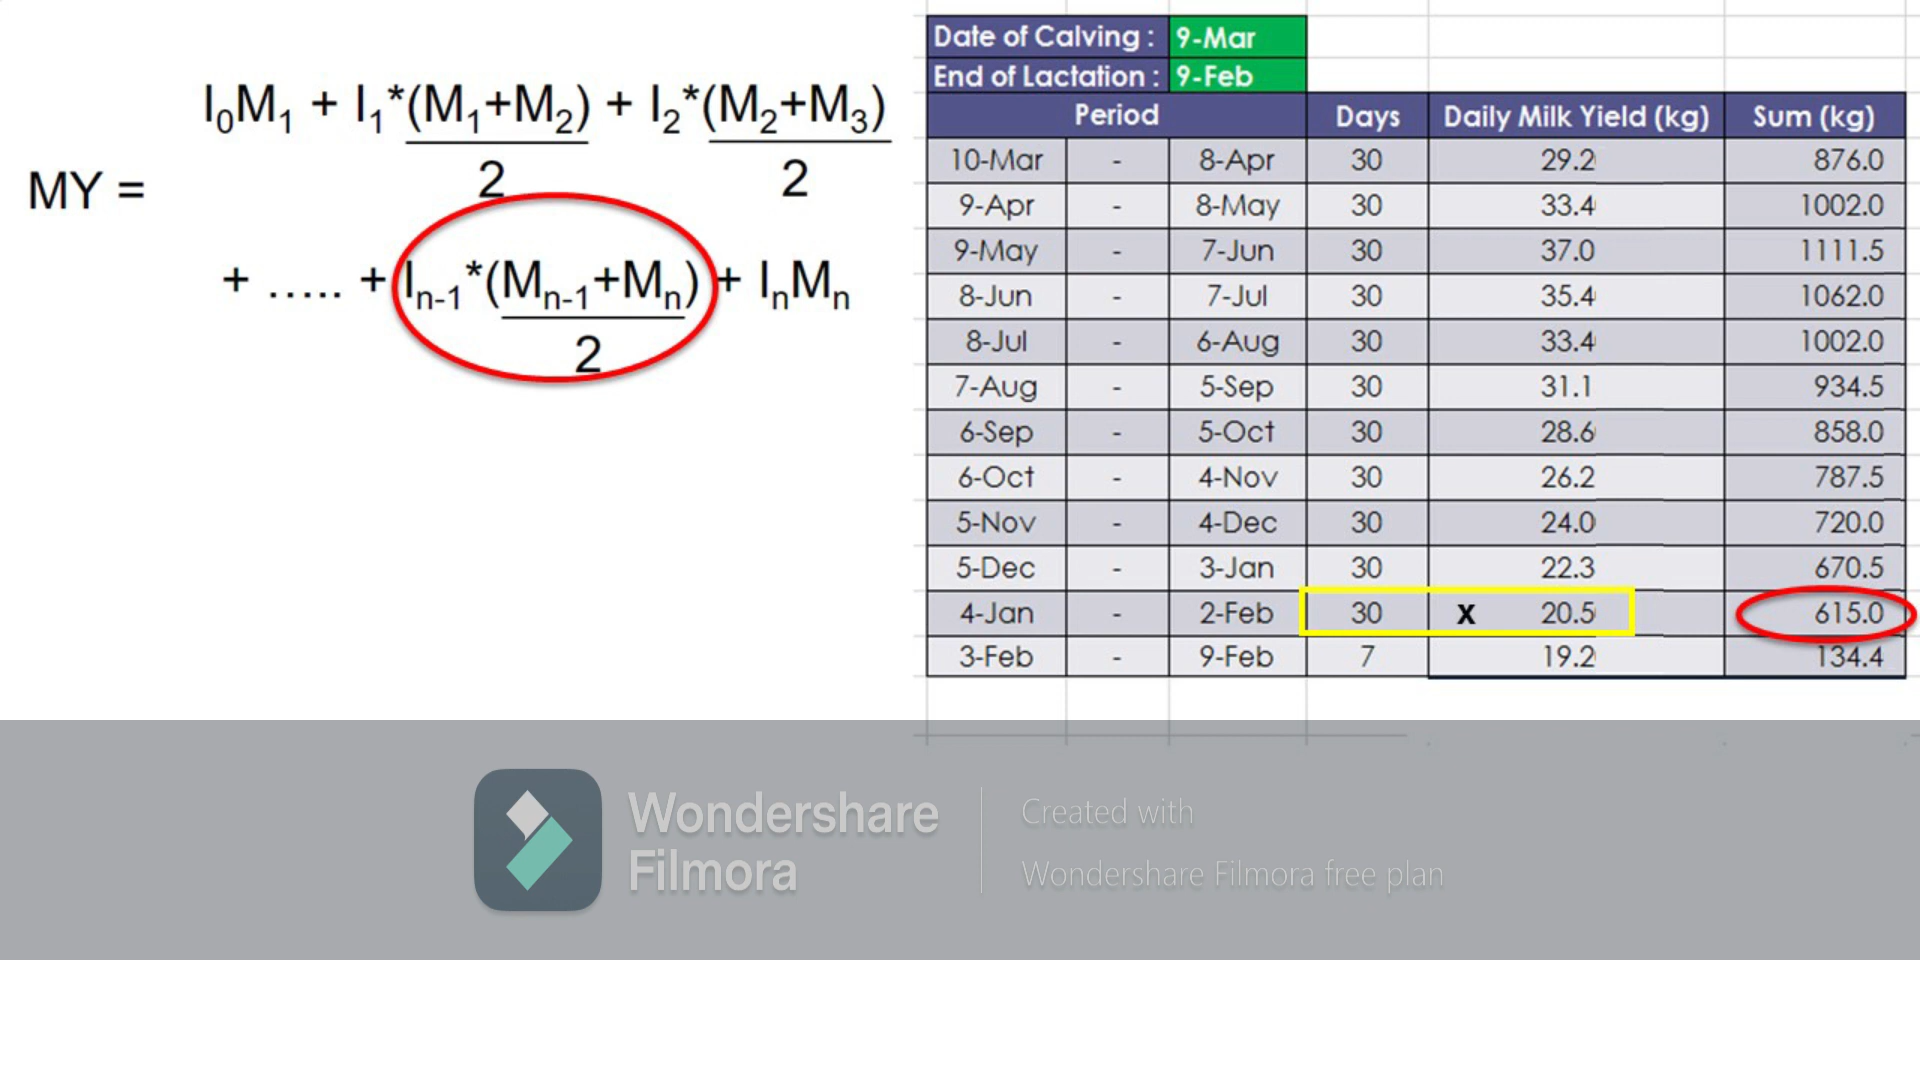 I₀M₁ + I₁*(M₁+M₂) + I₂*(M₂+M₃)
2 2
MY =
+ ..... + Iₙ₋₁*(Mₙ₋₁+Mₙ) + IₙMₙ
2
Date of Calving : 9-Mar
End of Lactation : 9-Feb
Period Days Daily Milk Yield (kg) Sum (kg)
10-Mar - 8-Apr 30 29.2 876.0
9-Apr - 8-May 30 33.4 1002.0
9-May - 7-Jun 30 37.0 1111.5
8-Jun - 7-Jul 30 35.4 1062.0
8-Jul - 6-Aug 30 33.4 1002.0
7-Aug - 5-Sep 30 31.1 934.5
6-Sep - 5-Oct 30 28.6 858.0
6-Oct - 4-Nov 30 26.2 787.5
5-Nov - 4-Dec 30 24.0 720.0
5-Dec - 3-Jan 30 22.3 670.5
4-Jan - 2-Feb 30 x 20.5 615.0
3-Feb - 9-Feb 7 19.2 134.4
Wondershare
Filmora
Created with
Wondershare Filmora free plan